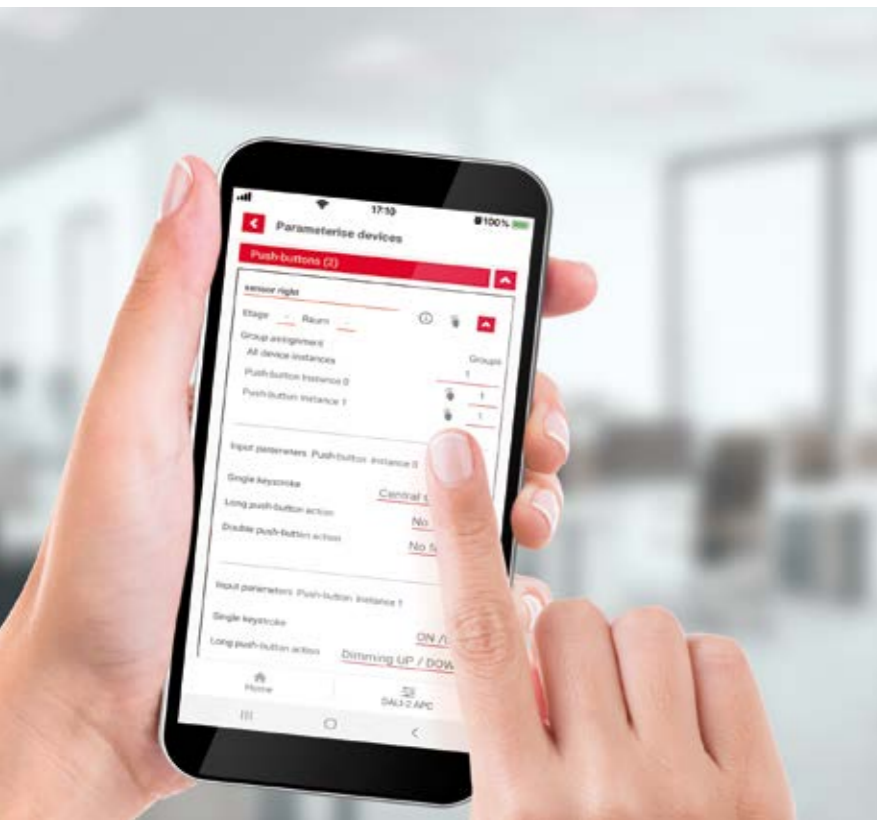 17:10
100%
Parameterise devices
Push-buttons (2)
sensor right
Etage - Raum -
Group assignment Groups
All device instances 1
Push-button Instance 0 1
Push-button Instance 1 1
Input parameters Push-button instance 0
Single keystroke Central
Long push-button action No
Double push-button action No
Input parameters Push-button instance 1
Single keystroke ON /
Long push-button action Dimming UP / DOW
Home
DALI-2 APC